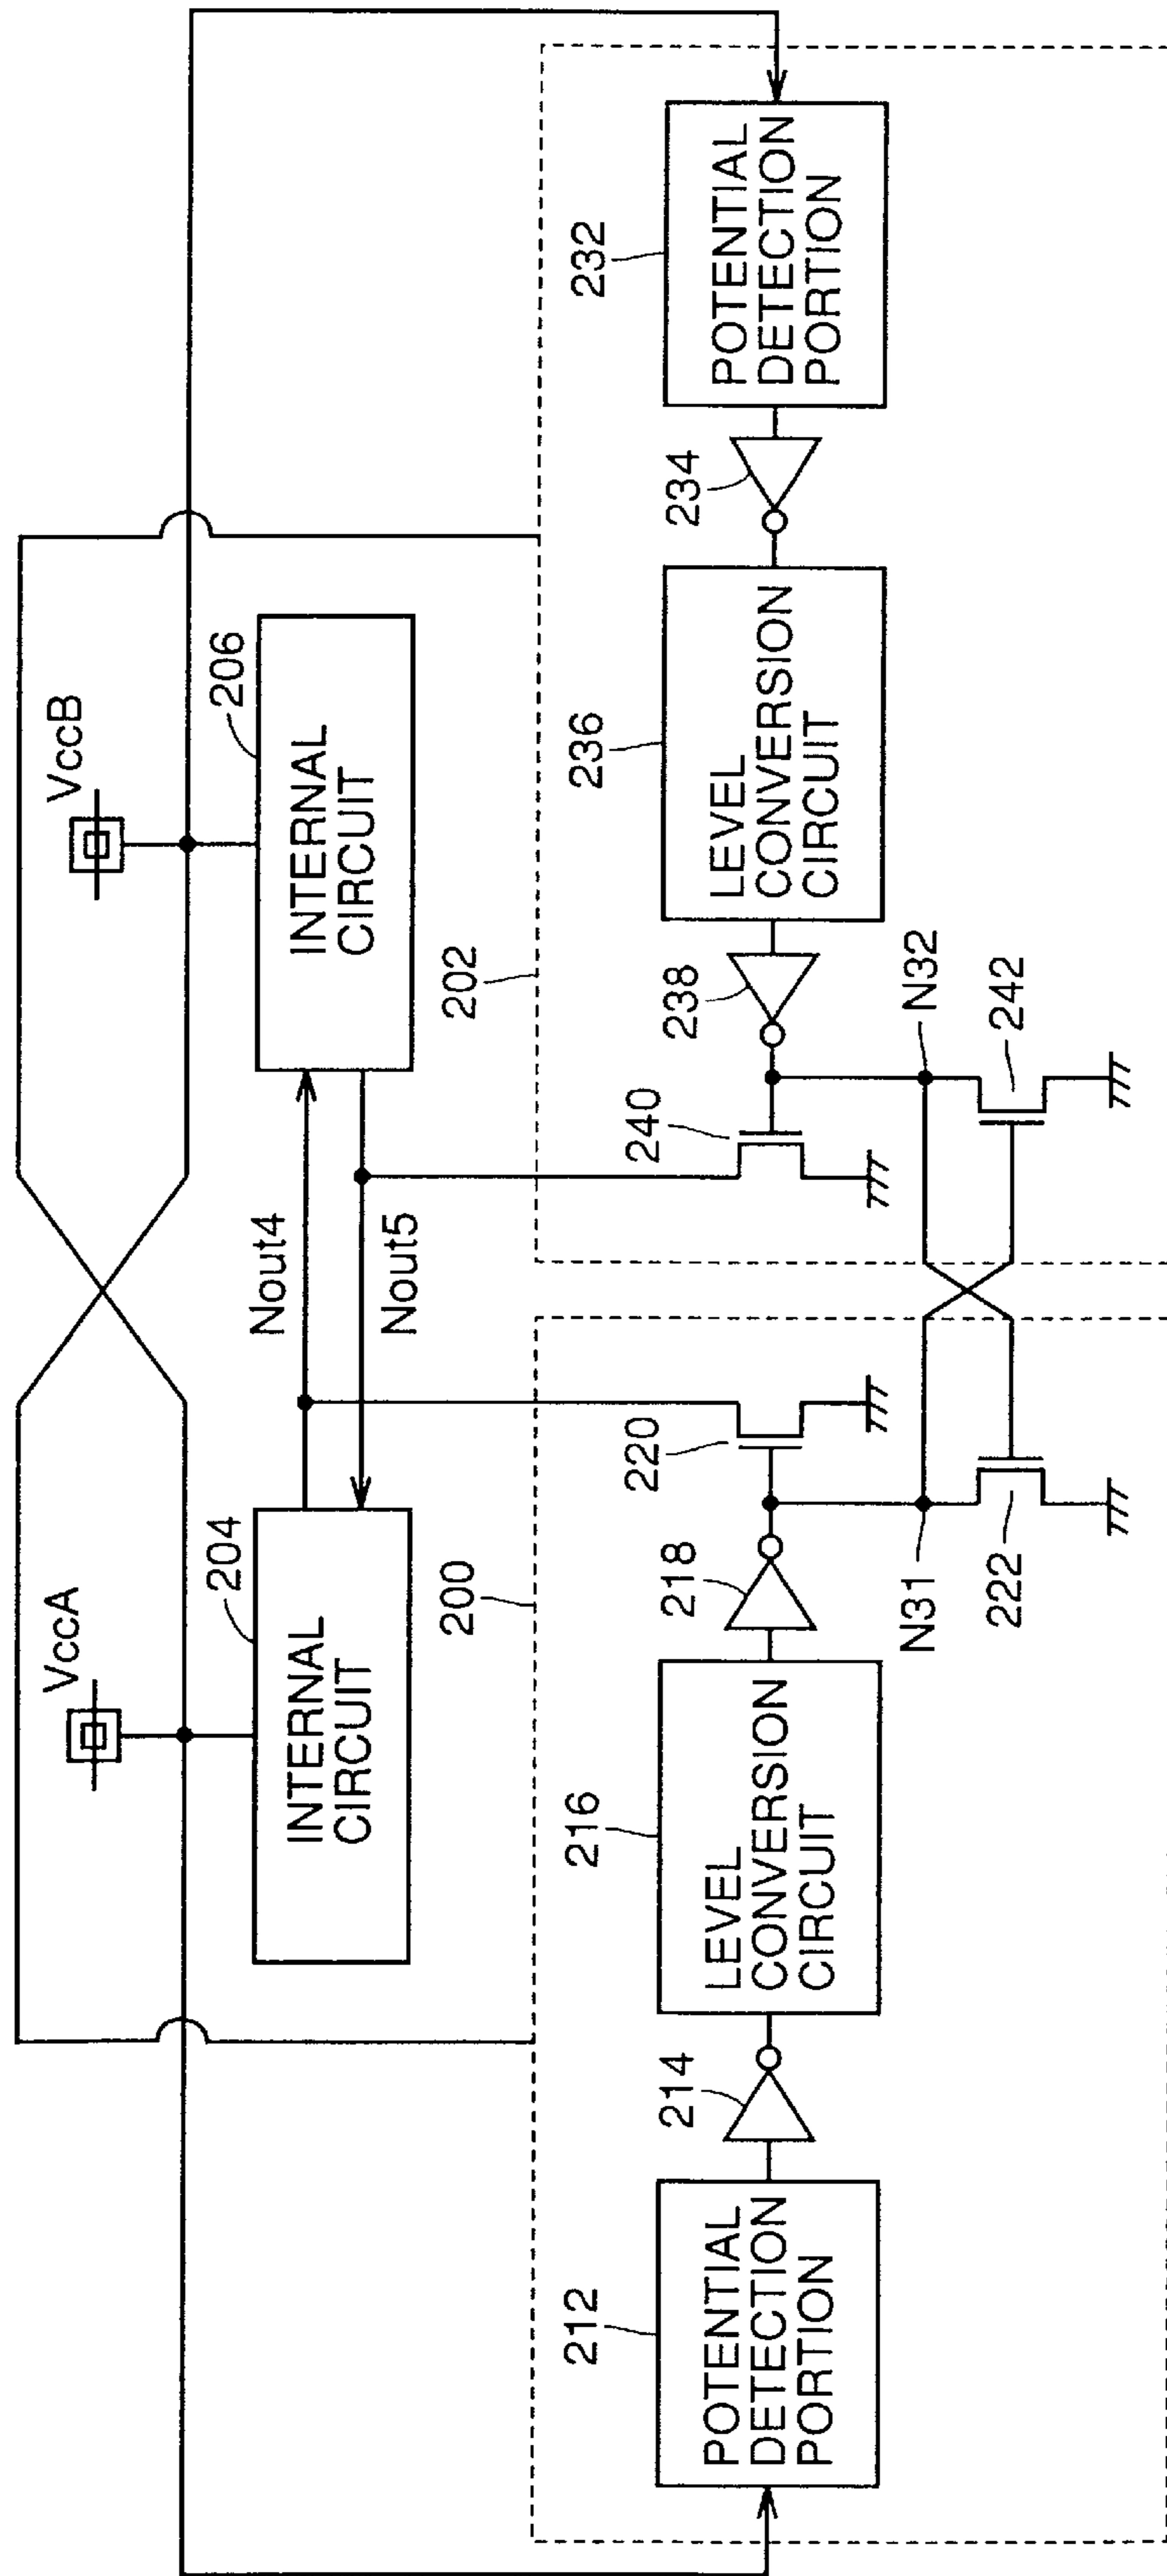 VccA
VccB
204
INTERNAL
CIRCUIT
206
INTERNAL
CIRCUIT
Nout4
Nout5
200
202
212
POTENTIAL
DETECTION
PORTION
214
216
LEVEL
CONVERSION
CIRCUIT
218
220
240
238
236
LEVEL
CONVERSION
CIRCUIT
234
232
POTENTIAL
DETECTION
PORTION
N31
222
N32
242